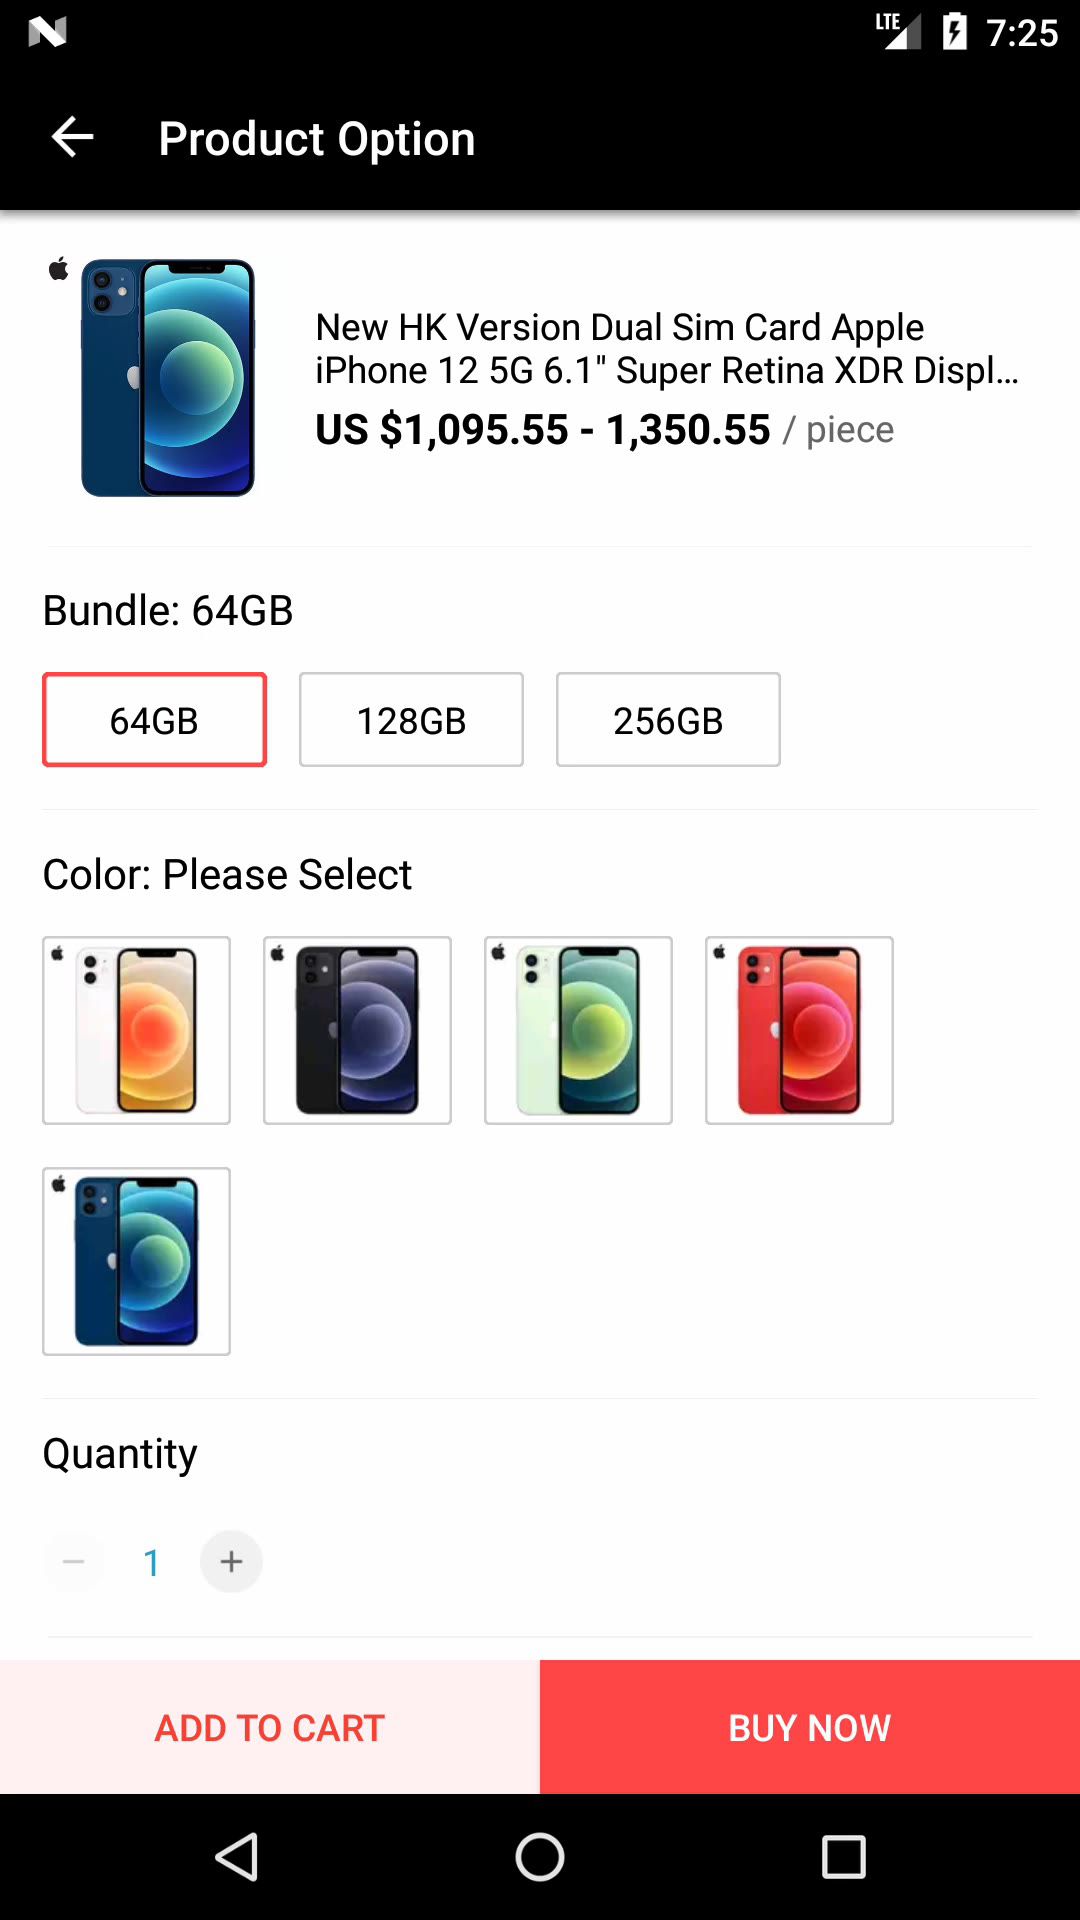 7:25
LTE
Product Option
New HK Version Dual Sim Card Apple
iPhone 12 5G 6.1" Super Retina XDR Displ...
US $1,095.55 - 1,350.55 / piece
Bundle: 64GB
64GB
128GB
256GB
Color: Please Select
Quantity
1
ADD TO CART
BUY NOW